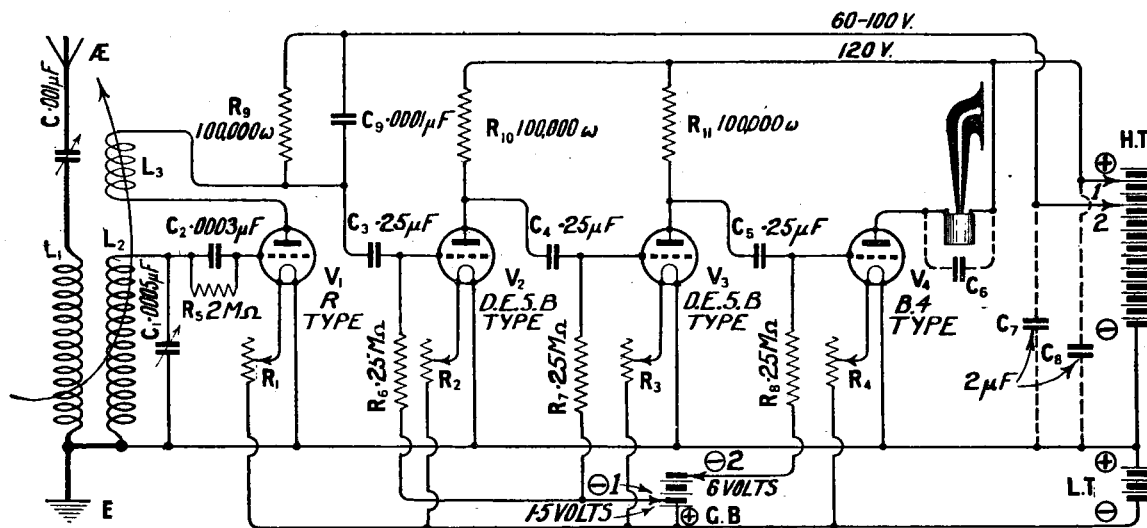 60-100 V.
120 V.
Æ
C ·001µF
R₉
100,000 ω
C₉ ·0001µF
R₁₀ 100,000 ω
R₁₁ 100,000 ω
H.T.
⊕
1
2
L₃
C₂ ·0003µF
C₃ ·25µF
C₄ ·25µF
C₅ ·25µF
C₆
L₁
L₂
C₁ ·0005µF
R₅ 2 MΩ
V₁
R
TYPE
V₂
D.E.5.B
TYPE
V₃
D.E.5.B
TYPE
V₄
B.4
TYPE
C₇
C₈
2µF
⊖
R₁
R₆ ·25MΩ
R₂
R₇ ·25MΩ
R₃
R₈ ·25MΩ
R₄
⊖2
6 VOLTS
⊖1
1·5 VOLTS
⊕ G.B
E
⊕
L.T.
⊖